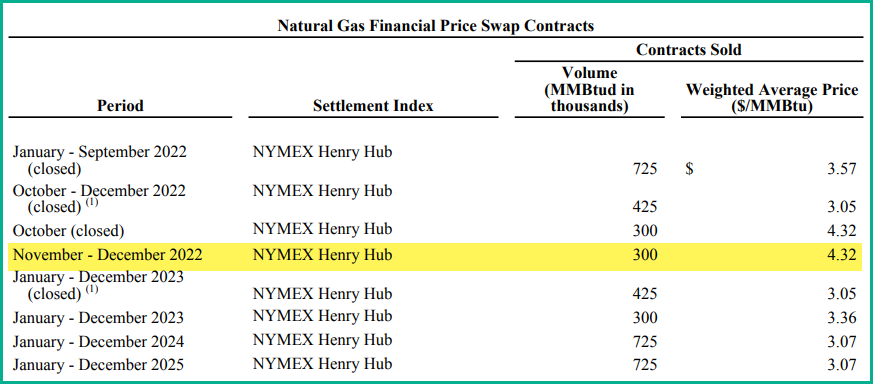 Natural Gas Financial Price Swap Contracts
Contracts Sold
Period Settlement Index Volume (MMBtud in thousands) Weighted Average Price ($/MMBtu)
January - September 2022 (closed) NYMEX Henry Hub 725 $ 3.57
October - December 2022 (closed) (1) NYMEX Henry Hub 425 3.05
October (closed) NYMEX Henry Hub 300 4.32
November - December 2022 NYMEX Henry Hub 300 4.32
January - December 2023 (closed) (1) NYMEX Henry Hub 425 3.05
January - December 2023 NYMEX Henry Hub 300 3.36
January - December 2024 NYMEX Henry Hub 725 3.07
January - December 2025 NYMEX Henry Hub 725 3.07